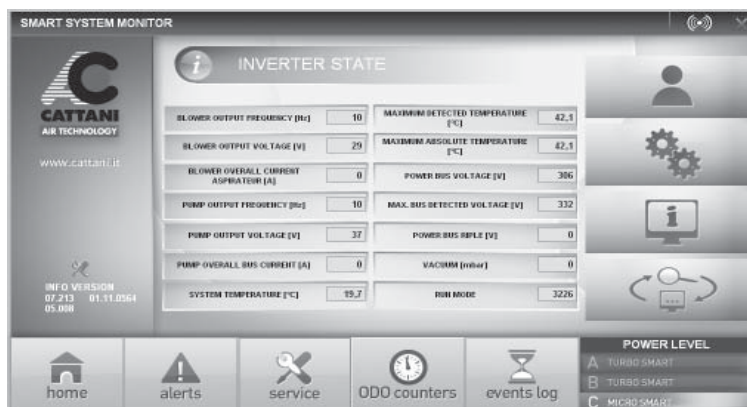 SMART SYSTEM MONITOR
CATTANI
AIR TECHNOLOGY
www.cattani.it
INFO VERSION
07.213 01.11.0564
05.008
INVERTER STATE
BLOWER OUTPUT FREQUENCY [Hz] 10
BLOWER OUTPUT VOLTAGE [V] 29
BLOWER OVERALL CURRENT
ASPIRATEUR [A] 0
PUMP OUTPUT FREQUENCY [Hz] 10
PUMP OUTPUT VOLTAGE [V] 37
PUMP OVERALL BUS CURRENT [A] 0
SYSTEM TEMPERATURE [°C] 19,7
MAXIMUM DETECTED TEMPERATURE
[°C] 42,1
MAXIMUM ABSOLUTE TEMPERATURE
[°C] 42,1
POWER BUS VOLTAGE [V] 306
MAX. BUS DETECTED VOLTAGE [V] 332
POWER BUS RIPLE [V] 0
VACUUM [mbar] 0
RUN MODE 3226
home
alerts
service
ODO counters
events log
POWER LEVEL
A TURBO SMART
B TURBO SMART
C MICRO SMART